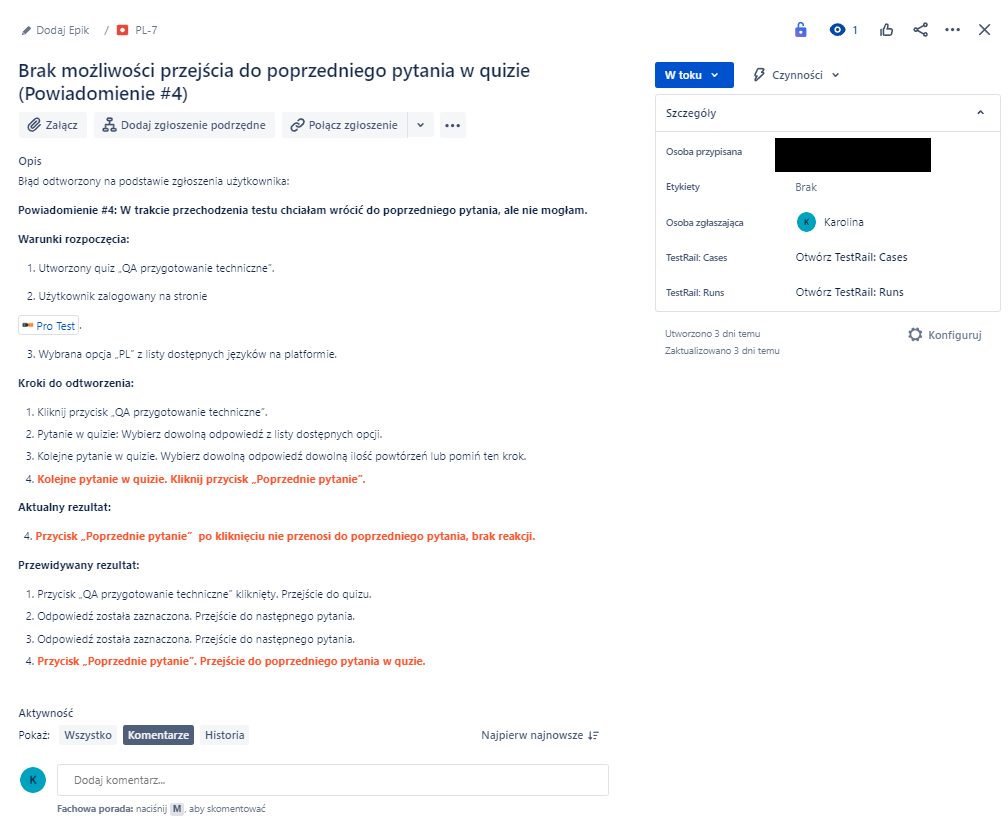 Dodaj Epik / PL-7
1
Brak możliwości przejścia do poprzedniego pytania w quizie
(Powiadomienie #4)
Załącz Dodaj zgłoszenie podrzędne Połącz zgłoszenie
Opis
Błąd odtworzony na podstawie zgłoszenia użytkownika:
Powiadomienie #4: W trakcie przechodzenia testu chciałam wrócić do poprzedniego pytania, ale nie mogłam.
Warunki rozpoczęcia:
1. Utworzony quiz „QA przygotowanie techniczne”.
2. Użytkownik zalogowany na stronie
Pro Test.
3. Wybrana opcja „PL” z listy dostępnych języków na platformie.
Kroki do odtworzenia:
1. Kliknij przycisk „QA przygotowanie techniczne”.
2. Pytanie w quizie: Wybierz dowolną odpowiedź z listy dostępnych opcji.
3. Kolejne pytanie w quizie. Wybierz dowolną odpowiedź dowolną ilość powtórzeń lub pomiń ten krok.
4. Kolejne pytanie w quizie. Kliknij przycisk „Poprzednie pytanie”.
Aktualny rezultat:
4. Przycisk „Poprzednie pytanie” po kliknięciu nie przenosi do poprzedniego pytania, brak reakcji.
Przewidywany rezultat:
1. Przycisk „QA przygotowanie techniczne” kliknięty. Przejście do quizu.
2. Odpowiedź została zaznaczona. Przejście do następnego pytania.
3. Odpowiedź została zaznaczona. Przejście do następnego pytania.
4. Przycisk „Poprzednie pytanie”. Przejście do poprzedniego pytania w quzie.
Aktywność
Pokaż: Wszystko Komentarze Historia Najpierw najnowsze
K Dodaj komentarz...
Fachowa porada: naciśnij M, aby skomentować
W toku Czynności
Szczegóły
Osoba przypisana
Etykiety Brak
Osoba zgłaszająca K Karolina
TestRail: Cases Otwórz TestRail: Cases
TestRail: Runs Otwórz TestRail: Runs
Utworzono 3 dni temu Konfiguruj
Zaktualizowano 3 dni temu